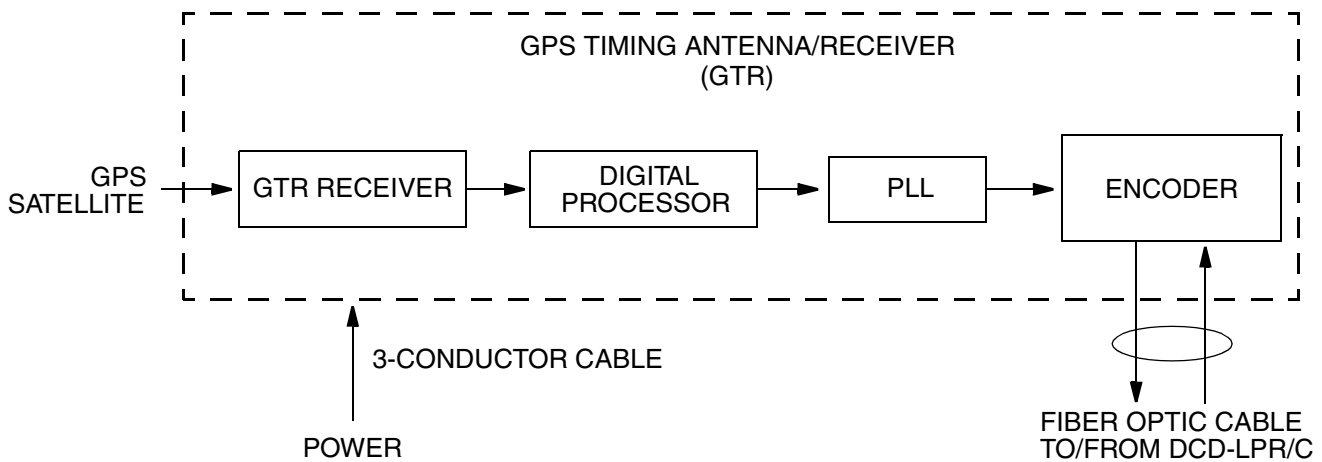 GPS TIMING ANTENNA/RECEIVER
(GTR)
GPS
SATELLITE
GTR RECEIVER
DIGITAL
PROCESSOR
PLL
ENCODER
3-CONDUCTOR CABLE
POWER
FIBER OPTIC CABLE
TO/FROM DCD-LPR/C